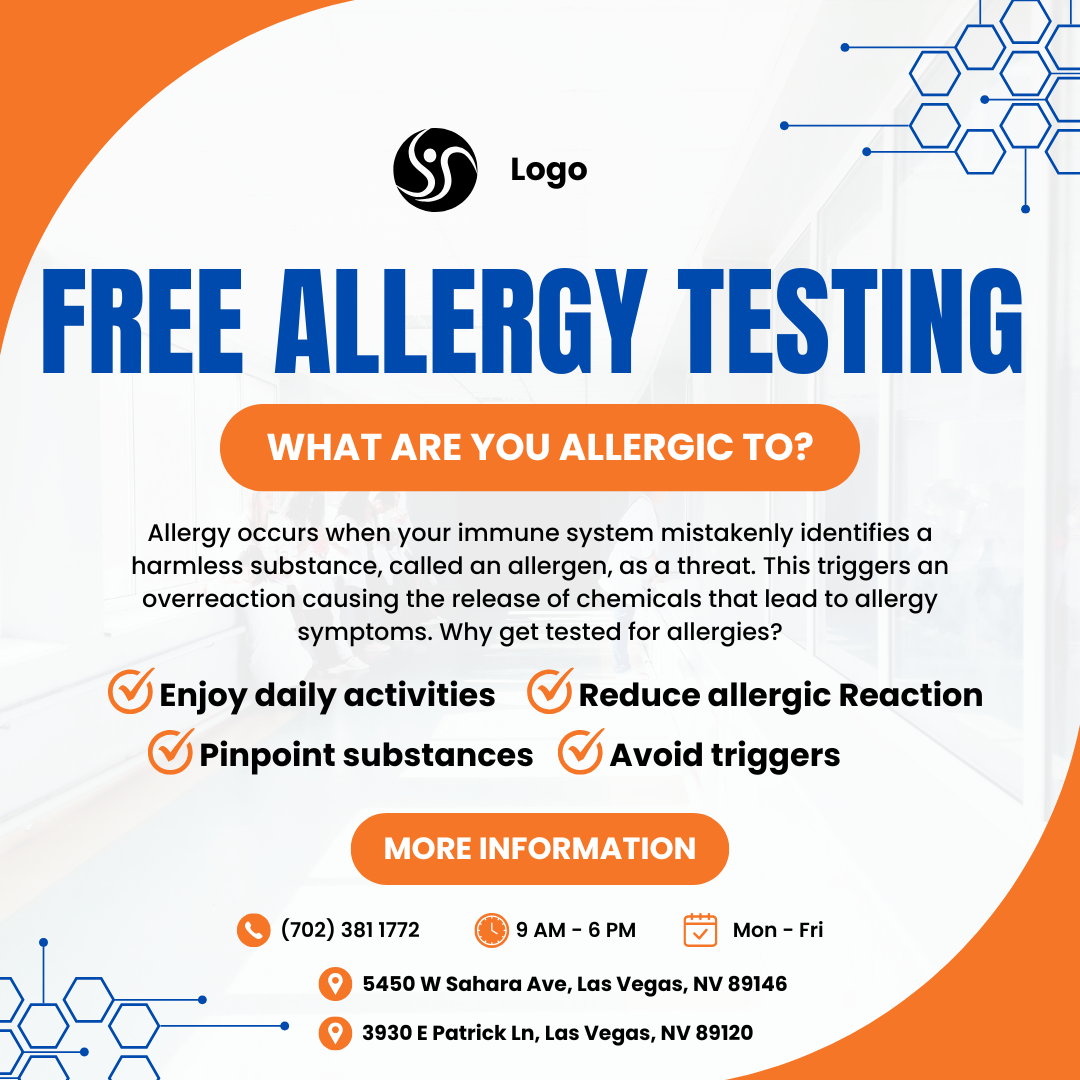 Logo
FREE ALLERGY TESTING
WHAT ARE YOU ALLERGIC TO?
Allergy occurs when your immune system mistakenly identifies a
harmless substance, called an allergen, as a threat. This triggers an
overreaction causing the release of chemicals that lead to allergy
symptoms. Why get tested for allergies?
Enjoy daily activities Reduce allergic Reaction
Pinpoint substances Avoid triggers
MORE INFORMATION
(702) 381 1772 9 AM - 6 PM Mon - Fri
5450 W Sahara Ave, Las Vegas, NV 89146
3930 E Patrick Ln, Las Vegas, NV 89120